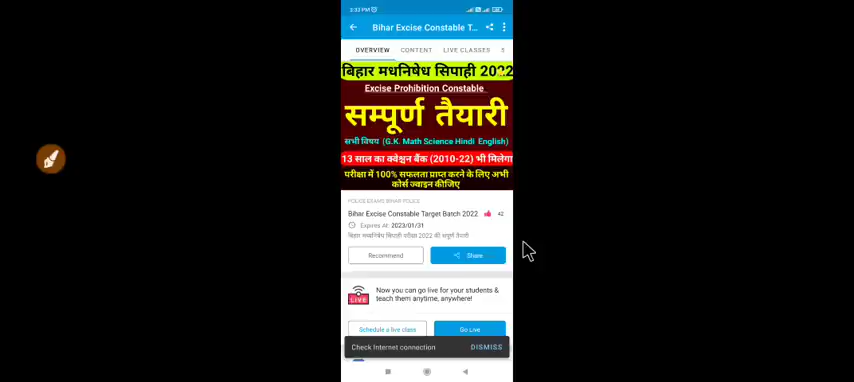 2:33 PM
Bihar Excise Constable T...
OVERVIEW CONTENT LIVE CLASSES
बिहार मधनिषेध सिपाही 2022
Excise Prohibition Constable
सम्पूर्ण तैयारी
सभी विषय (G.K. Math Science Hindi English)
13 साल का क्वेश्चन बैंक (2010-22) भी मिलेगा
परीक्षा में 100% सफलता प्राप्त करने के लिए अभी
कोर्स ज्वाइन कीजिए
POLICE EXAMS BIHAR POLICE
Bihar Excise Constable Target Batch 2022 42
Expires At: 2023/01/31
बिहार मद्यनिषेध सिपाही परीक्षा 2022 की सपूर्ण तैयारी
Recommend Share
LIVE
Now you can go live for your students &
teach them anytime, anywhere!
Schedule a live class Go Live
Check Internet connection DISMISS